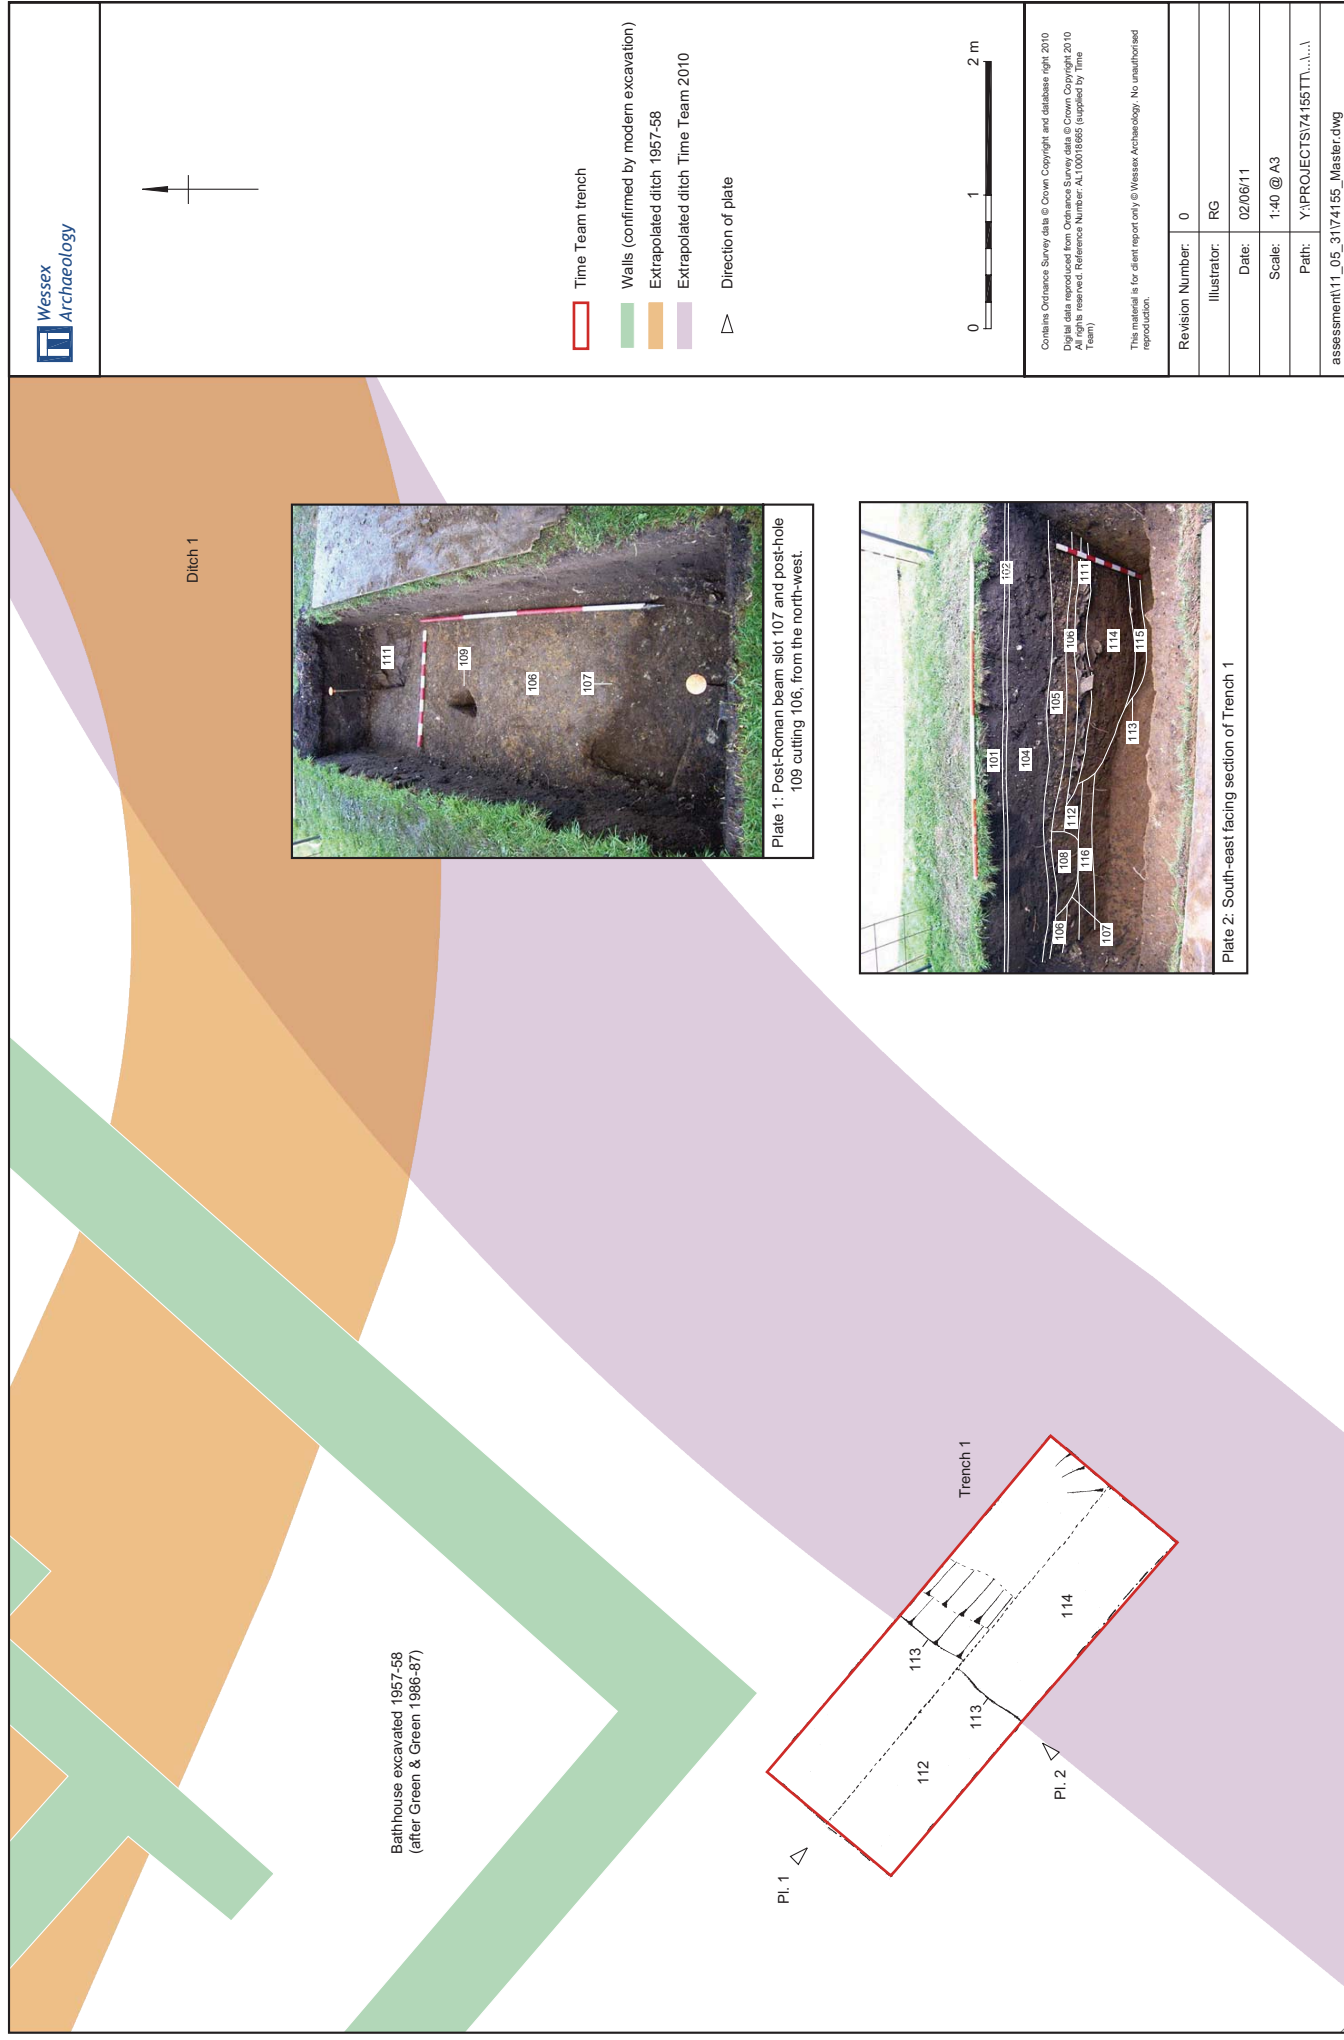 Wessex
Archaeology
Ditch 1
Bathhouse excavated 1957-58
(after Green & Green 1986-87)
Trench 1
113
113
112
114
Pl. 1
Pl. 2
111
109
106
107
Plate 1: Post-Roman beam slot 107 and post-hole
109 cutting 106, from the north-west.
101
102
104
105
106
111
112
108
116
106
107
114
115
113
Plate 2: South-east facing section of Trench 1
Time Team trench
Walls (confirmed by modern excavation)
Extrapolated ditch 1957-58
Extrapolated ditch Time Team 2010
Direction of plate
0 1 2 m
Contains Ordnance Survey data © Crown Copyright and database right 2010
Digital data reproduced from Ordnance Survey data © Crown Copyright 2010
All rights reserved. Reference Number: AL100018665 (supplied by Time
Team)
This material is for client report only © Wessex Archaeology. No unauthorised
reproduction.
Revision Number: 0
Illustrator: RG
Date: 02/06/11
Scale: 1:40 @ A3
Path: Y:\PROJECTS\74155TT\...\...\
assessment\11_05_31\74155_Master.dwg